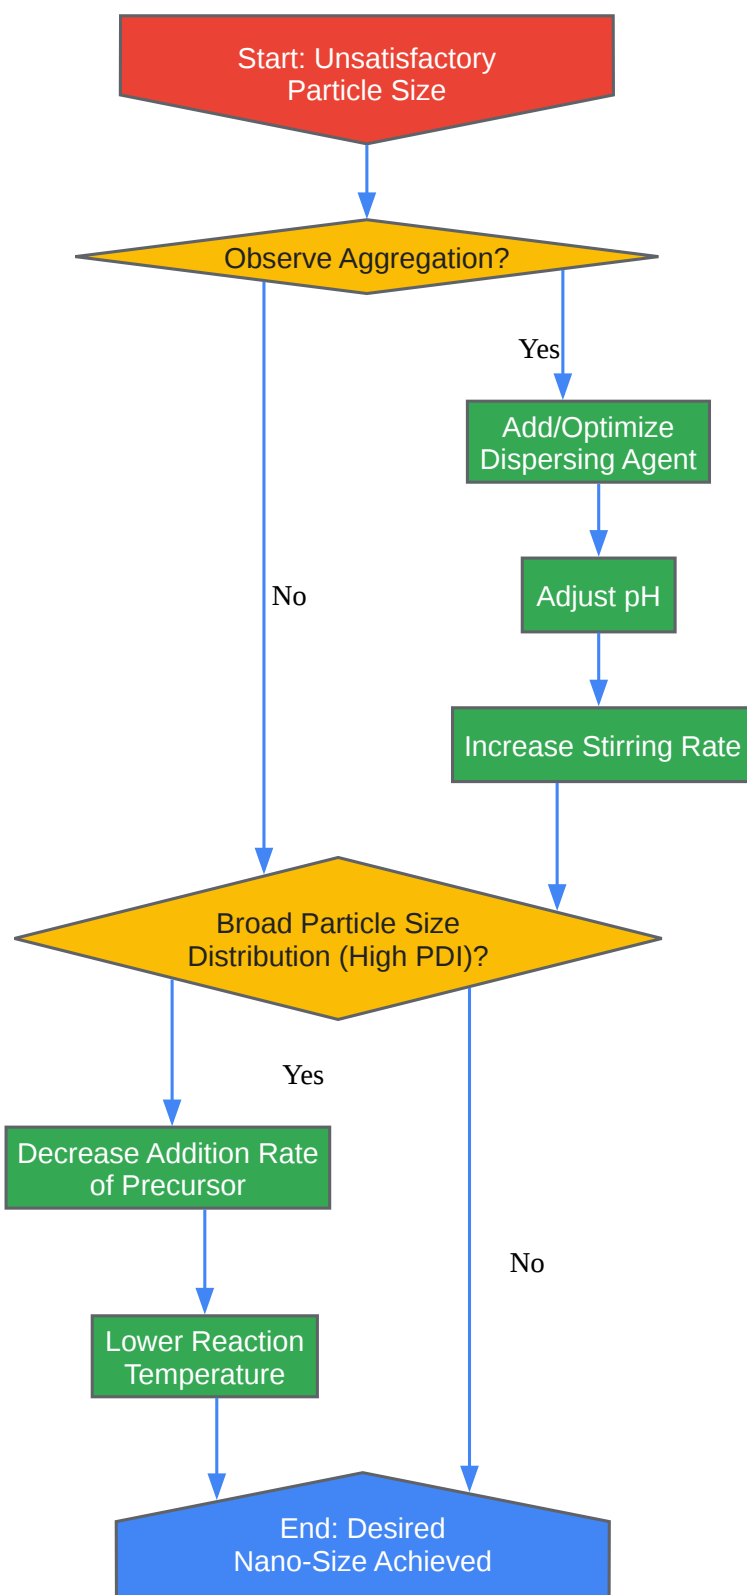 Start: Unsatisfactory
Particle Size
Observe Aggregation?
Yes
Add/Optimize
Dispersing Agent
Adjust pH
No
Increase Stirring Rate
Broad Particle Size
Distribution (High PDI)?
Yes
Decrease Addition Rate
of Precursor
No
Lower Reaction
Temperature
End: Desired
Nano-Size Achieved